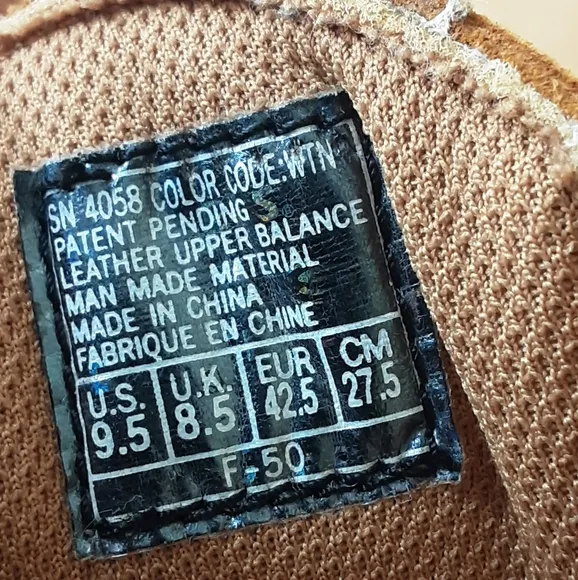 SN 4058 COLOR CODE:WTN
PATENT PENDING
LEATHER UPPER BALANCE
MAN MADE MATERIAL
MADE IN CHINA
FABRIQUE EN CHINE
U.S. U.K. EUR CM
9.5 8.5 42.5 27.5
F-50